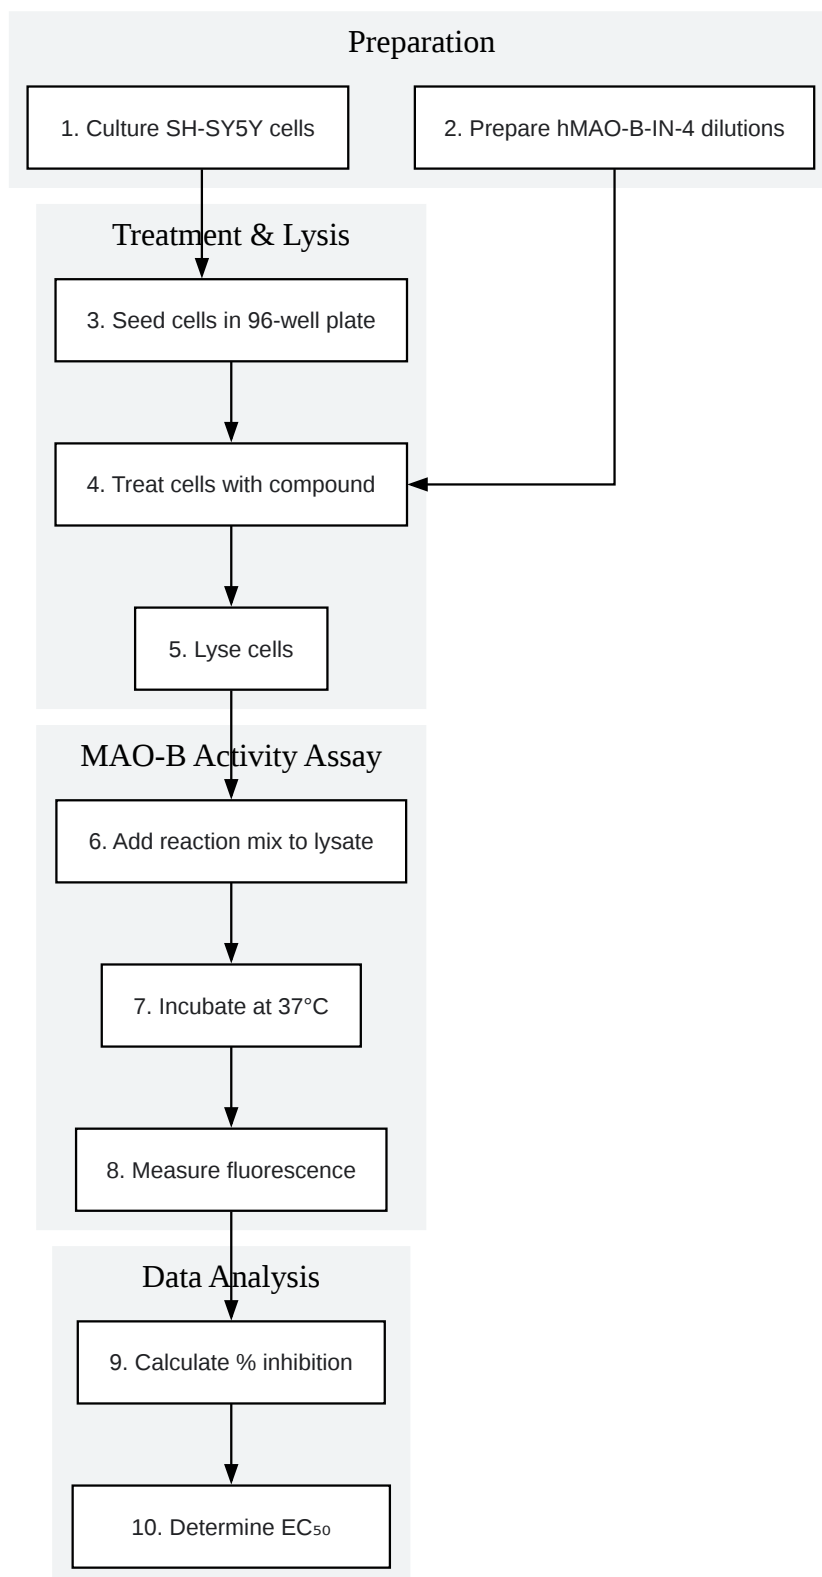 Preparation
1. Culture SH-SY5Y cells
2. Prepare hMAO-B-IN-4 dilutions
Treatment & Lysis
3. Seed cells in 96-well plate
4. Treat cells with compound
5. Lyse cells
MAO-B Activity Assay
6. Add reaction mix to lysate
7. Incubate at 37°C
8. Measure fluorescence
Data Analysis
9. Calculate % inhibition
10. Determine EC₅₀